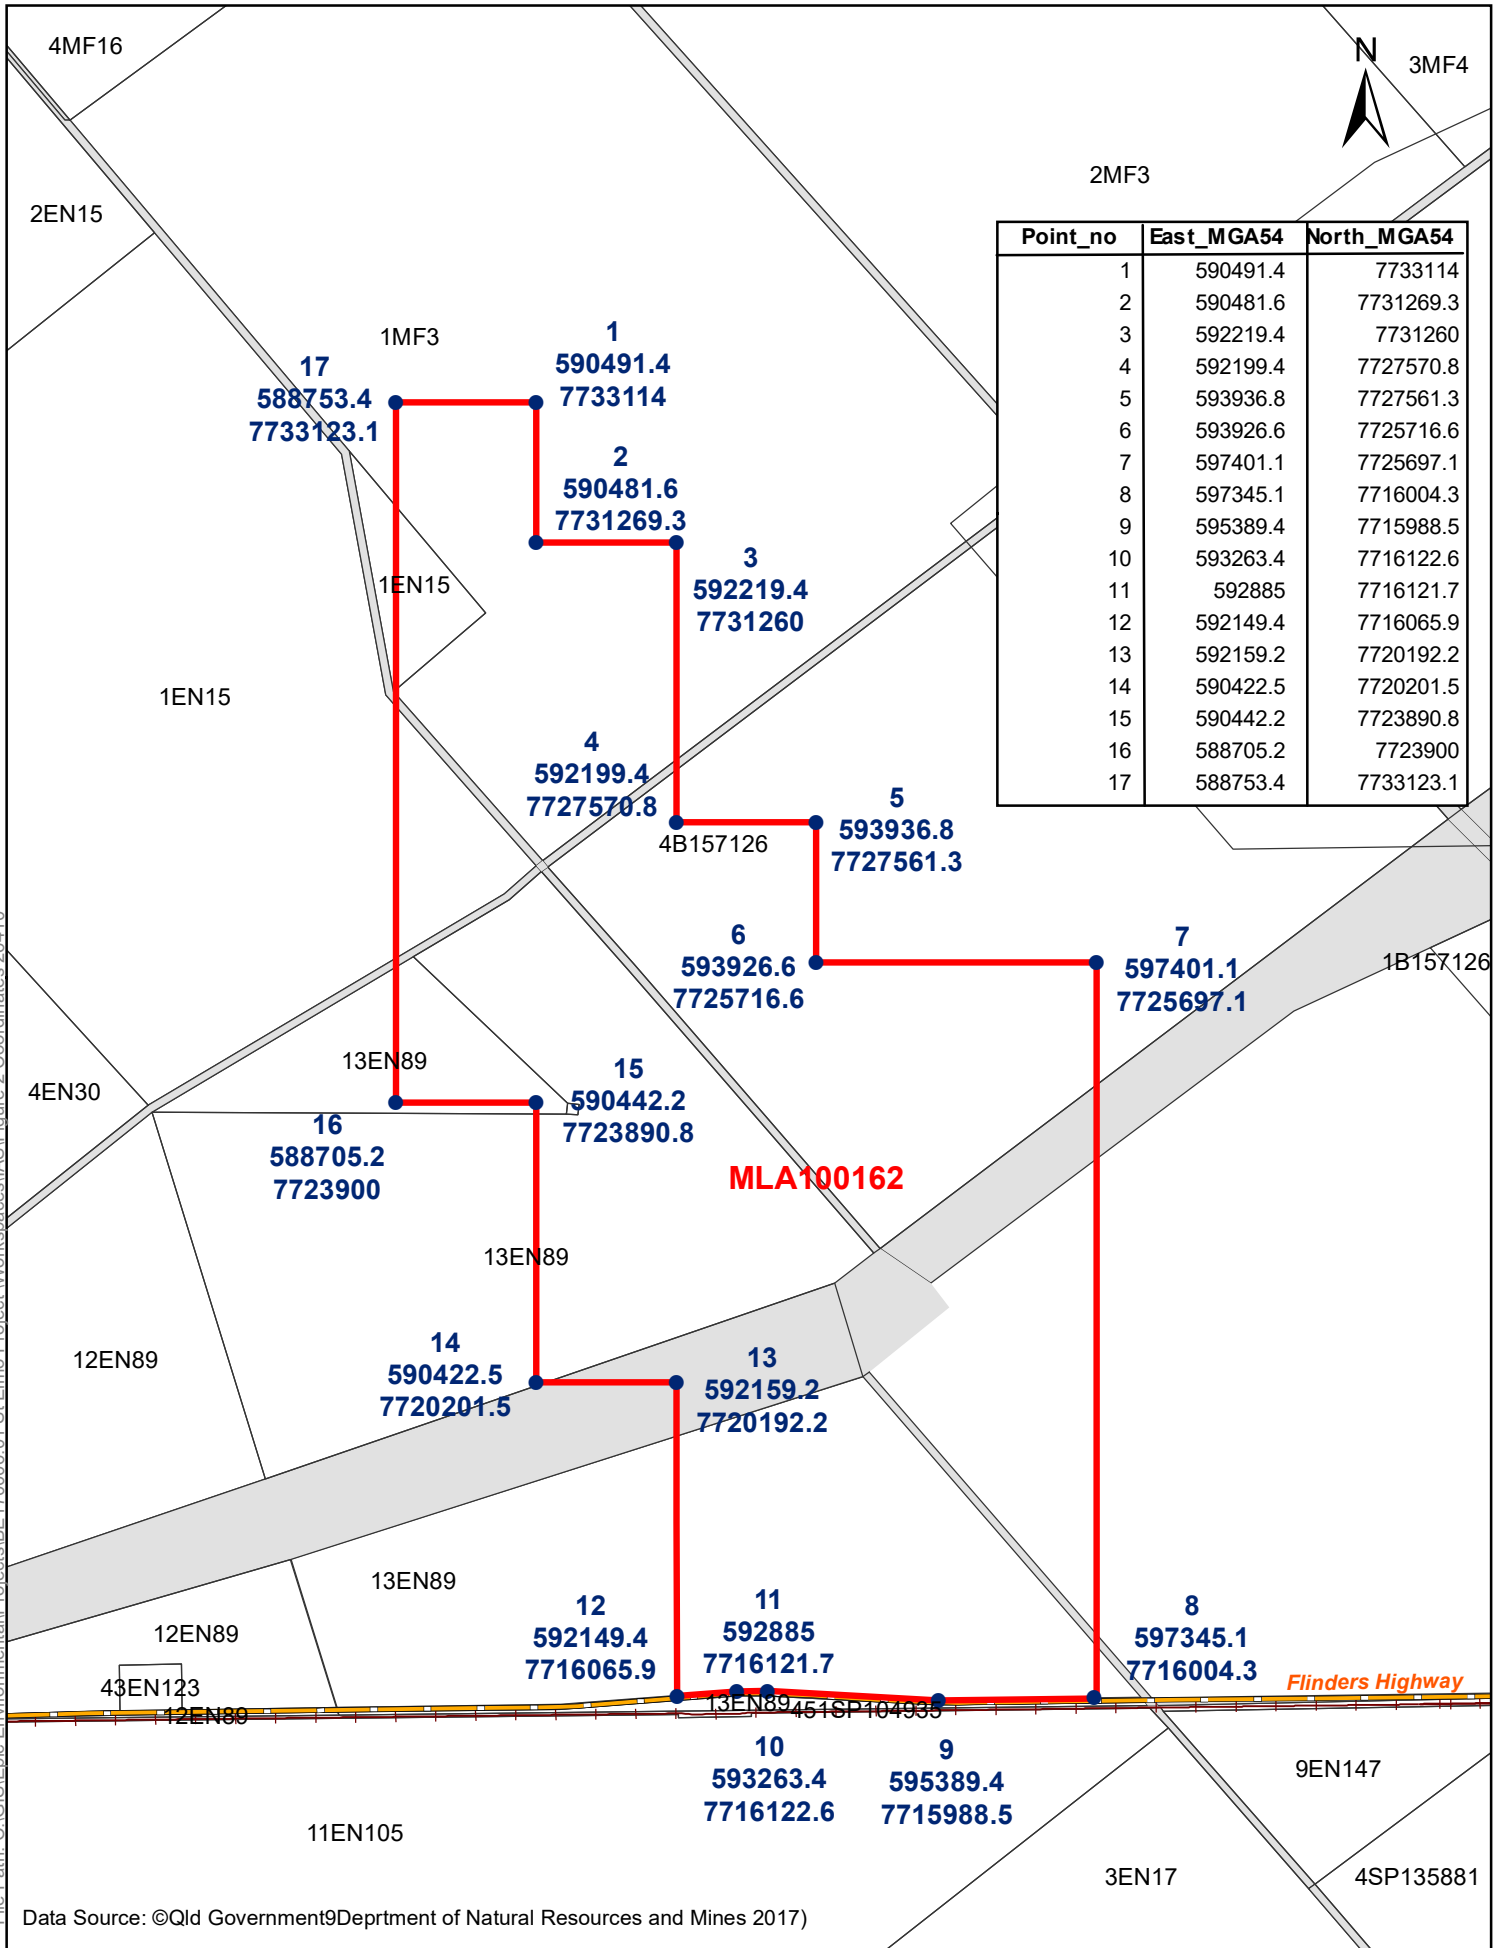 4MF16
N
3MF4
2MF3
2EN15
Point_no East_MGA54 North_MGA54
1 590491.4 7733114
2 590481.6 7731269.3
3 592219.4 7731260
4 592199.4 7727570.8
5 593936.8 7727561.3
6 593926.6 7725716.6
7 597401.1 7725697.1
8 597345.1 7716004.3
9 595389.4 7715988.5
10 593263.4 7716122.6
11 592885 7716121.7
12 592149.4 7716065.9
13 592159.2 7720192.2
14 590422.5 7720201.5
15 590442.2 7723890.8
16 588705.2 7723900
17 588753.4 7733123.1
1MF3
1
590491.4
7733114
17
588753.4
7733123.1
2
590481.6
7731269.3
3
592219.4
7731260
1EN15
1EN15
4
592199.4
7727570.8
4B157126
5
593936.8
7727561.3
6
593926.6
7725716.6
7
597401.1
7725697.1
1B157126
13EN89
4EN30
15
590442.2
7723890.8
16
588705.2
7723900
MLA100162
13EN89
12EN89
14
590422.5
7720201.5
13
592159.2
7720192.2
13EN89
12EN89
43EN123
12EN89
12
592149.4
7716065.9
11
592885
7716121.7
8
597345.1
7716004.3
Flinders Highway
13EN89
451SP104935
10
593263.4
7716122.6
9
595389.4
7715988.5
9EN147
11EN105
3EN17
4SP135881
Data Source: ©Qld Government9Deprtment of Natural Resources and Mines 2017)